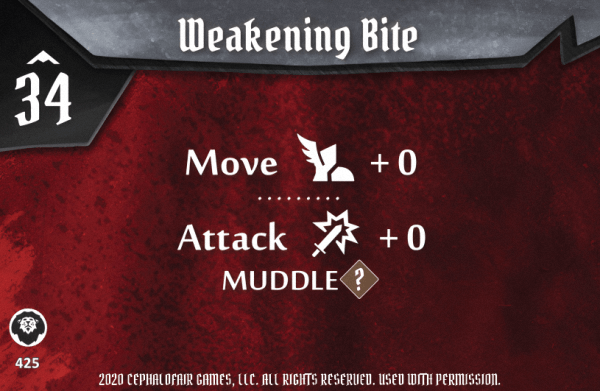 Weakening Bite
34
Move + 0
Attack + 0
MUDDLE ?
425
2020 CEPHALOFAIR GAMES, LLC. ALL RIGHTS RESERVED. USED WITH PERMISSION.